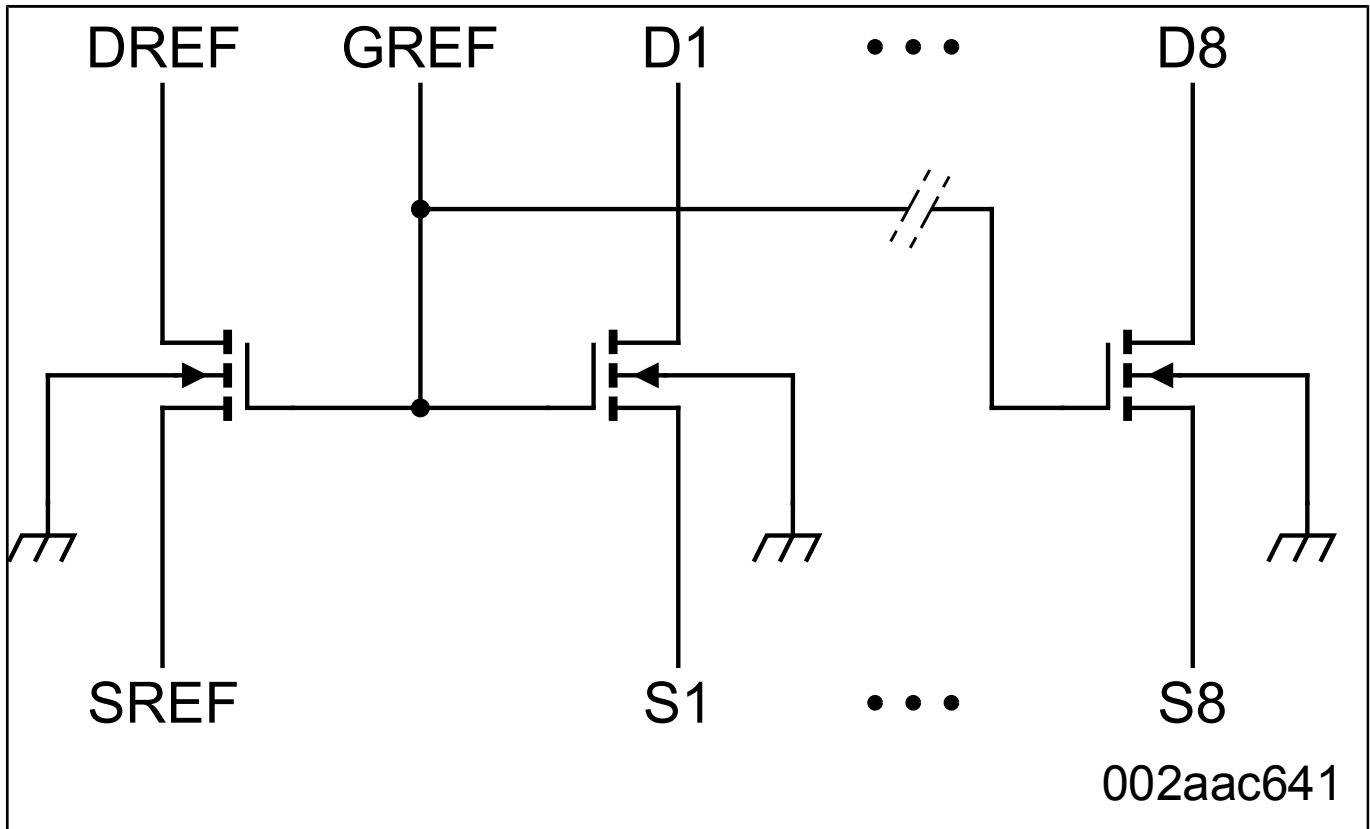 DREF GREF D1 • • • D8
SREF S1 • • • S8
002aac641